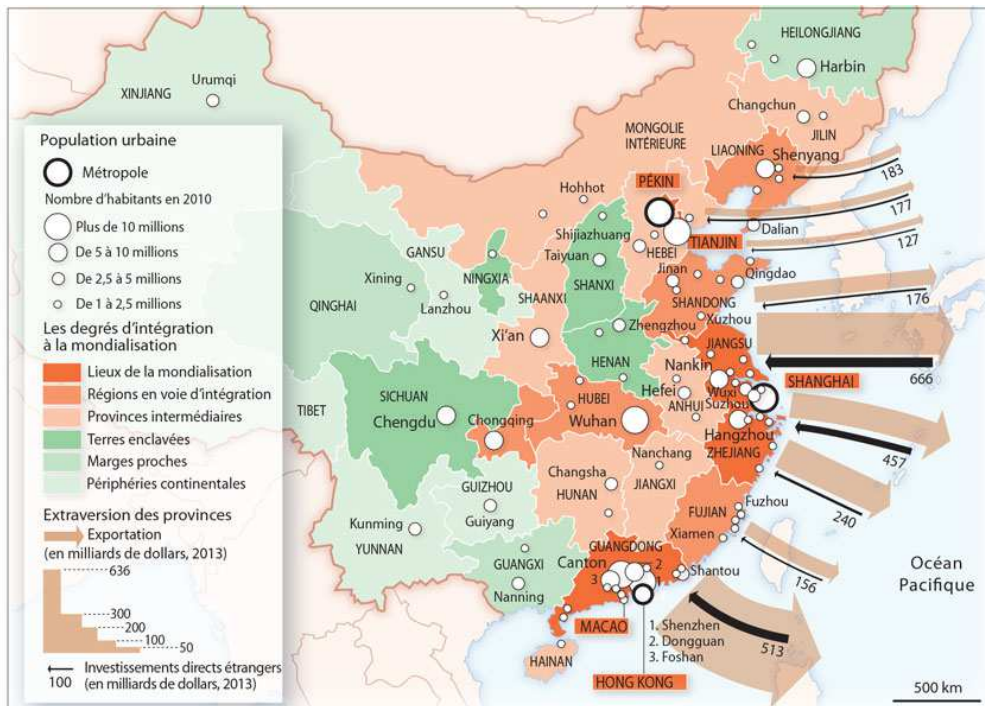 Population urbaine
Métropole
Nombre d'habitants en 2010
Plus de 10 millions
De 5 à 10 millions
De 2,5 à 5 millions
De 1 à 2,5 millions
Les degrés d'intégration
à la mondialisation
Lieux de la mondialisation
Régions en voie d'intégration
Provinces intermédiaires
Terres enclavées
Marges proches
Périphéries continentales
Extraversion des provinces
Exportation
(en milliards de dollars, 2013)
636
300
200
100
50
100
Investissements directs étrangers
(en milliards de dollars, 2013)
HEILONGJIANG
Harbin
Urumqi
XINJIANG
Changchun
JILIN
MONGOLIE
INTÉRIEURE
LIAONING
Shenyang
183
PÉKIN
Hohhot
177
Dalian
TIANJIN
127
Shijiazhuang
HEBEI
GANSU
Taiyuan
Xining
NINGXIA
Jinan
Qingdao
SHANXI
QINGHAI
Lanzhou
SHAANXI
SHANDONG
176
Xuzhou
Zhengzhou
Xi'an
JIANGSU
HENAN
Nankin
SHANGHAI
666
Hefei
Wuxi
Suzhou
TIBET
SICHUAN
HUBEI
ANHUI
Chengdu
Chongqing
Wuhan
Hangzhou
ZHEJIANG
457
Nanchang
Changsha
HUNAN
JIANGXI
GUIZHOU
240
Guiyang
FUJIAN
Fuzhou
Kunming
YUNNAN
Xiamen
156
GUANGXI
GUANGDONG
Canton
2
3
1
Shantou
Nanning
Océan
Pacifique
MACAO
1. Shenzhen
2. Dongguan
3. Foshan
513
HAINAN
HONG KONG
500 km